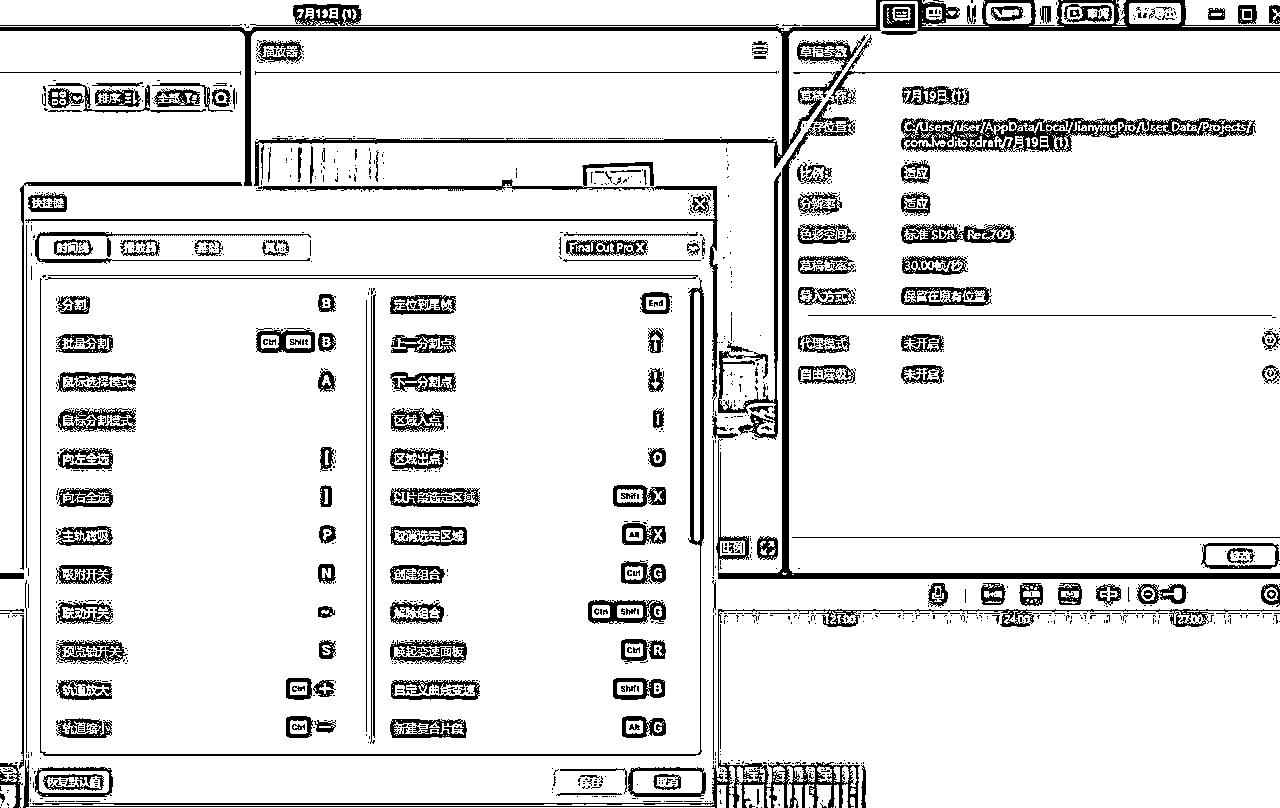 7月19日 (1)
播放器
草稿参数
排序
全部
草稿名称:
7月19日 (1)
保存位置:
C:/Users/user/AppData/Local/JianyingPro/User Data/Projects/
com.lveditor.draft/7月19日 (1)
比例:
适应
分辨率:
适应
色彩空间:
标准 SDR - Rec.709
草稿帧率:
30.00帧/秒
导入方式:
保留在原有位置
代理模式:
未开启
自由层级:
未开启
快捷键
时间线
播放器
基础
其他
Final Cut Pro X
分割
B
定位到尾帧
End
批量分割
Ctrl Shift B
上一分割点
↑
鼠标选择模式
A
下一分割点
↓
鼠标分割模式
区域入点
I
向左全选
[
区域出点
O
向右全选
]
以片段选定区域
Shift X
主轨磁吸
P
取消选定区域
Alt X
比例
吸附开关
N
创建组合
Ctrl G
联动开关
~
解除组合
Ctrl Shift G
预览轴开关
S
唤起变速面板
Ctrl R
轨道放大
Ctrl +
自定义曲线变速
Shift B
轨道缩小
Ctrl -
新建复合片段
Alt G
恢复默认值
保存
取消
修改
21:00
24:00
27:00